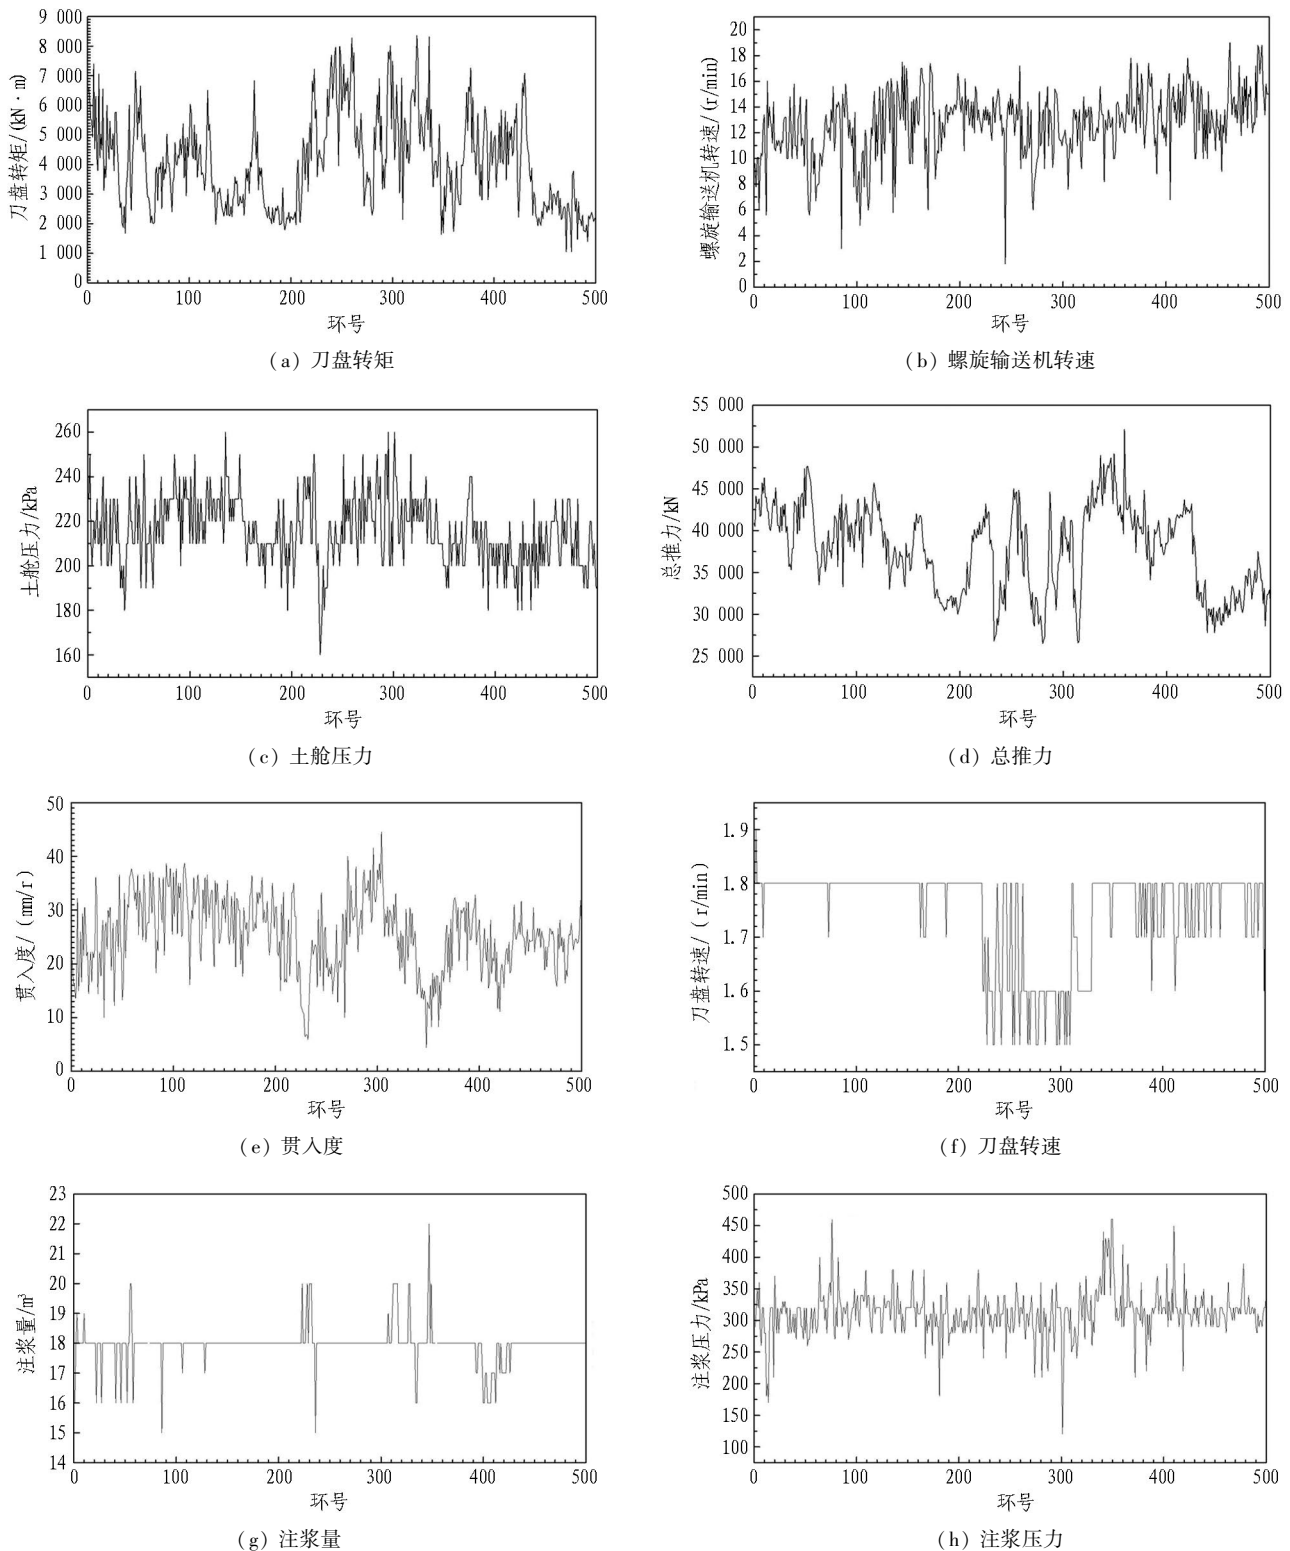 9 000
8 000
7 000
6 000
5 000
4 000
3 000
2 000
1 000
0
刀盘转矩/(kN·m)
0 100 200 300 400 500
环号
(a) 刀盘转矩
20
18
16
14
12
10
8
6
4
2
0
螺旋输送机转速/(r/min)
0 100 200 300 400 500
环号
(b) 螺旋输送机转速
260
240
220
200
180
160
土舱压力/kPa
0 100 200 300 400 500
环号
(c) 土舱压力
55 000
50 000
45 000
40 000
35 000
30 000
25 000
总推力/kN
0 100 200 300 400 500
环号
(d) 总推力
50
40
30
20
10
0
贯入度/(mm/r)
0 100 200 300 400 500
环号
(e) 贯入度
1.9
1.8
1.7
1.6
1.5
刀盘转速/(r/min)
0 100 200 300 400 500
环号
(f) 刀盘转速
23
22
21
20
19
18
17
16
15
14
注浆量/m³
0 100 200 300 400 500
环号
(g) 注浆量
500
450
400
350
300
250
200
150
100
注浆压力/kPa
0 100 200 300 400 500
环号
(h) 注浆压力